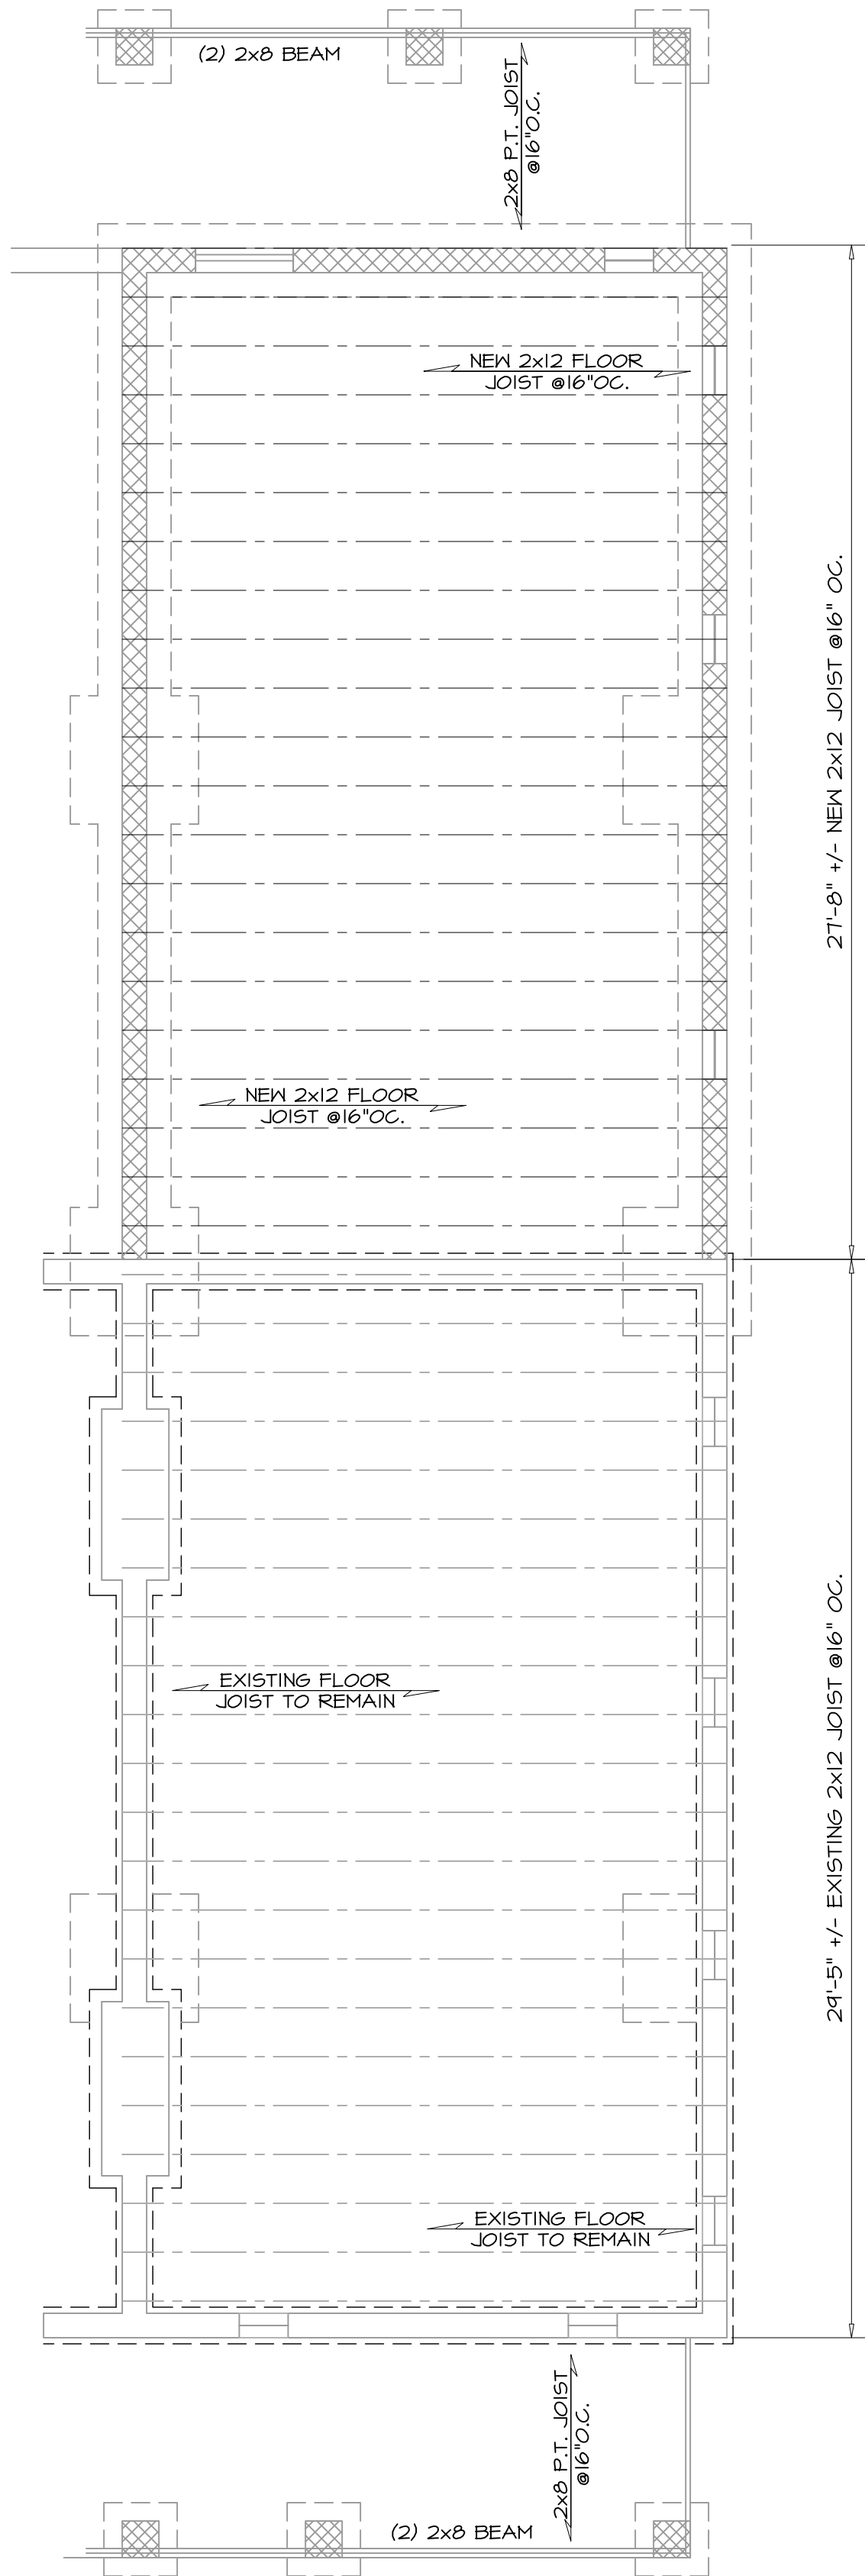 (2) 2x8 BEAM
2x8 P.T. JOIST
@16"O.C.
NEW 2x12 FLOOR
JOIST @16"OC.
27'-8" +/- NEW 2x12 JOIST @16" OC.
NEW 2x12 FLOOR
JOIST @16"OC.
EXISTING FLOOR
JOIST TO REMAIN
29'-5" +/- EXISTING 2x12 JOIST @16" OC.
EXISTING FLOOR
JOIST TO REMAIN
2x8 P.T. JOIST
@16"O.C.
(2) 2x8 BEAM